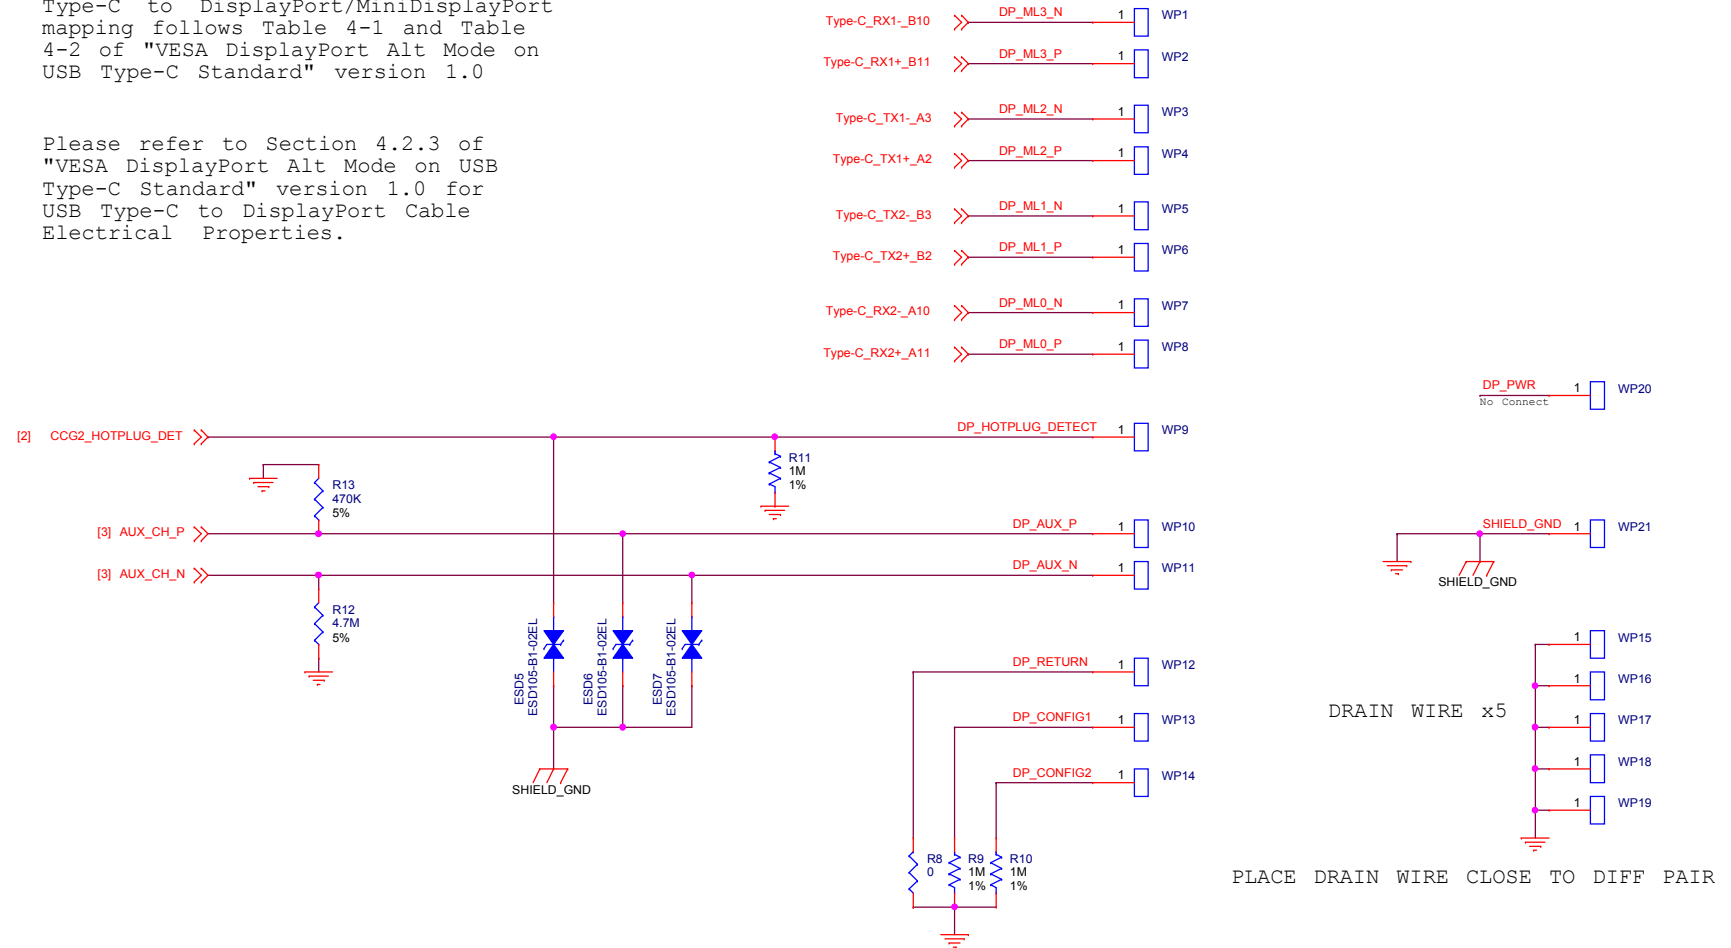 Type-C to DisplayPort/MiniDisplayPort
mapping follows Table 4-1 and Table
4-2 of "VESA DisplayPort Alt Mode on
USB Type-C Standard" version 1.0
Please refer to Section 4.2.3 of
"VESA DisplayPort Alt Mode on USB
Type-C Standard" version 1.0 for
USB Type-C to DisplayPort Cable
Electrical Properties.
Type-C_RX1-_B10 DP_ML3_N 1 WP1
Type-C_RX1+_B11 DP_ML3_P 1 WP2
Type-C_TX1-_A3 DP_ML2_N 1 WP3
Type-C_TX1+_A2 DP_ML2_P 1 WP4
Type-C_TX2-_B3 DP_ML1_N 1 WP5
Type-C_TX2+_B2 DP_ML1_P 1 WP6
Type-C_RX2-_A10 DP_ML0_N 1 WP7
Type-C_RX2+_A11 DP_ML0_P 1 WP8
DP_PWR 1 WP20
No Connect
[2] CCG2_HOTPLUG_DET DP_HOTPLUG_DETECT 1 WP9
R11
1M
1%
R13
470K
5%
[3] AUX_CH_P DP_AUX_P 1 WP10
[3] AUX_CH_N DP_AUX_N 1 WP11
SHIELD_GND 1 WP21
SHIELD_GND
R12
4.7M
5%
ESD5
ESD105-B1-02EL
ESD6
ESD105-B1-02EL
ESD7
ESD105-B1-02EL
SHIELD_GND
DP_RETURN 1 WP12
DP_CONFIG1 1 WP13
DP_CONFIG2 1 WP14
R8
0
R9
1M
1%
R10
1M
1%
1 WP15
1 WP16
DRAIN WIRE x5
1 WP17
1 WP18
1 WP19
PLACE DRAIN WIRE CLOSE TO DIFF PAIR